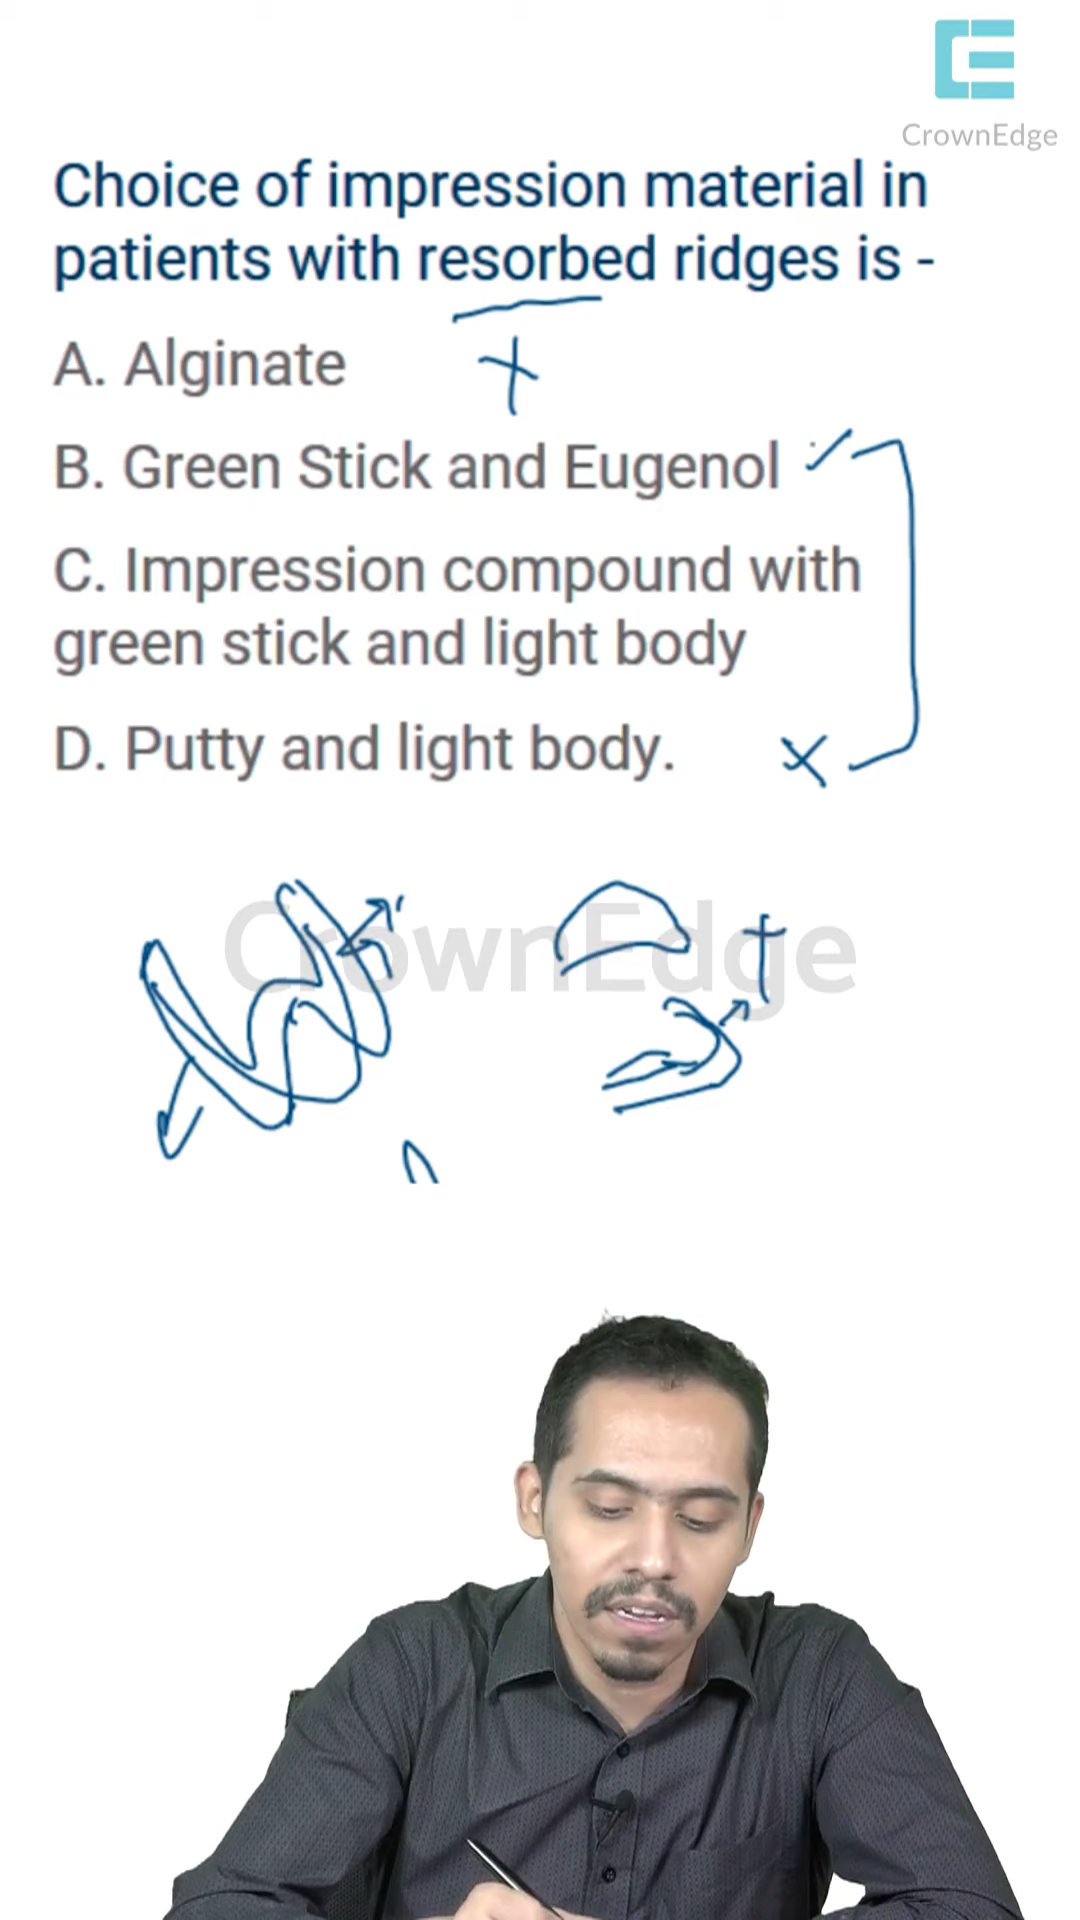 CrownEdge
Choice of impression material in
patients with resorbed ridges is -
A. Alginate
B. Green Stick and Eugenol
C. Impression compound with
green stick and light body
D. Putty and light body.
CrownEdge